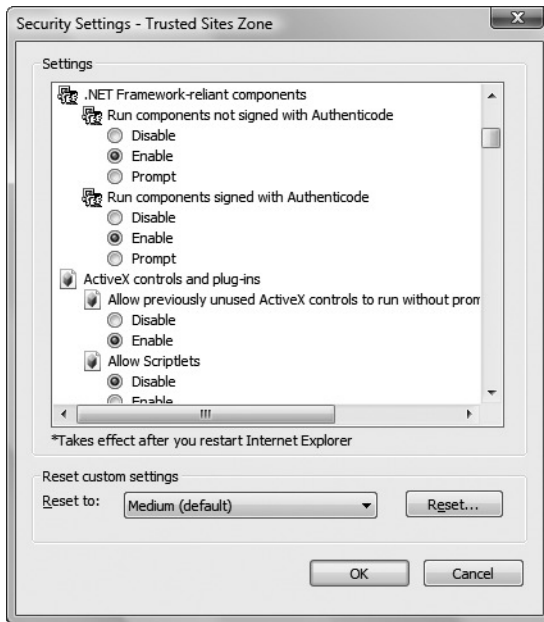 Security Settings - Trusted Sites Zone
Settings
.NET Framework-reliant components
Run components not signed with Authenticode
Disable
Enable
Prompt
Run components signed with Authenticode
Disable
Enable
Prompt
ActiveX controls and plug-ins
Allow previously unused ActiveX controls to run without prom
Disable
Enable
Allow Scriptlets
Disable
Enable
*Takes effect after you restart Internet Explorer
Reset custom settings
Reset to: Medium (default) Reset...
OK Cancel